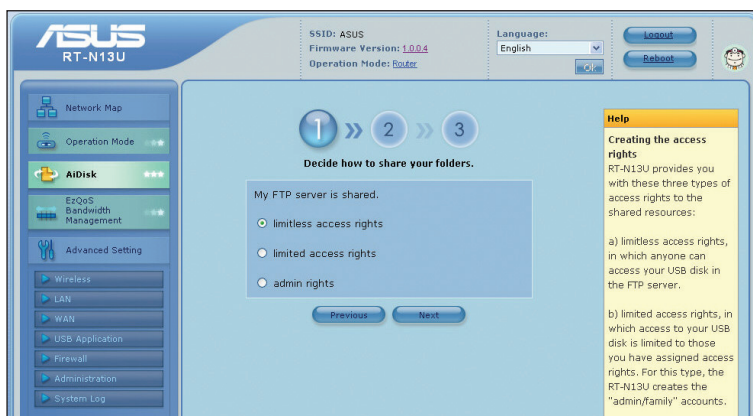 ASUS
RT-N13U
SSID: ASUS
Firmware Version: 1.0.0.4
Operation Mode: Router
Language:
English
Ok
Logout
Reboot
Network Map
Operation Mode
AiDisk
EzQoS
Bandwidth
Management
Advanced Setting
Wireless
LAN
WAN
USB Application
Firewall
Administration
System Log
1 » 2 » 3
Decide how to share your folders.
My FTP server is shared.
limitless access rights
limited access rights
admin rights
Previous
Next
Help
Creating the access
rights
RT-N13U provides you
with these three types of
access rights to the
shared resources:
a) limitless access rights,
in which anyone can
access your USB disk in
the FTP server.
b) limited access rights, in
which access to your USB
disk is limited to those
you have assigned access
rights. For this type, the
RT-N13U creates the
"admin/family" accounts.